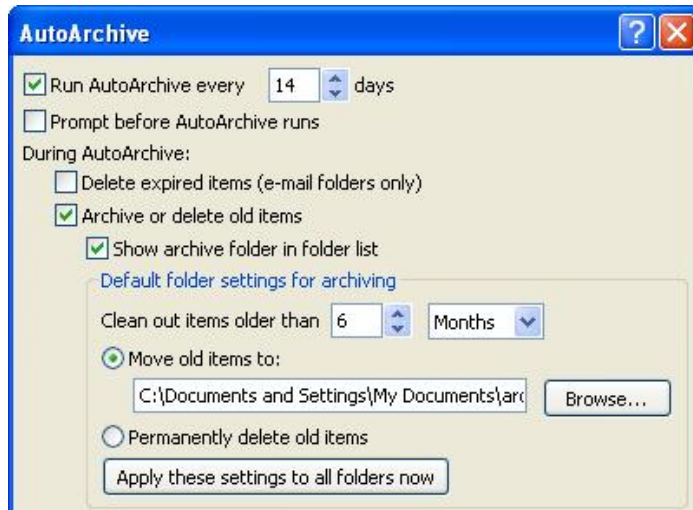 AutoArchive
Run AutoArchive every 14 days
Prompt before AutoArchive runs
During AutoArchive:
Delete expired items (e-mail folders only)
Archive or delete old items
Show archive folder in folder list
Default folder settings for archiving
Clean out items older than 6 Months
Move old items to:
C:\Documents and Settings\My Documents\arc Browse...
Permanently delete old items
Apply these settings to all folders now